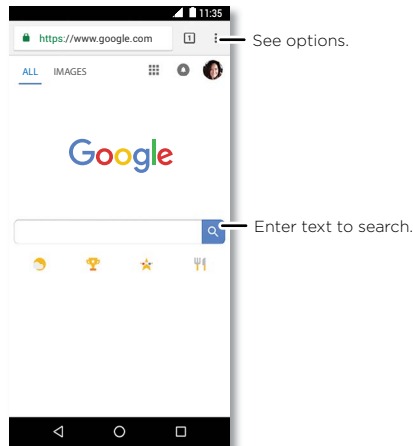 11:35
https://www.google.com 1
See options.
ALL IMAGES
Google
Enter text to search.